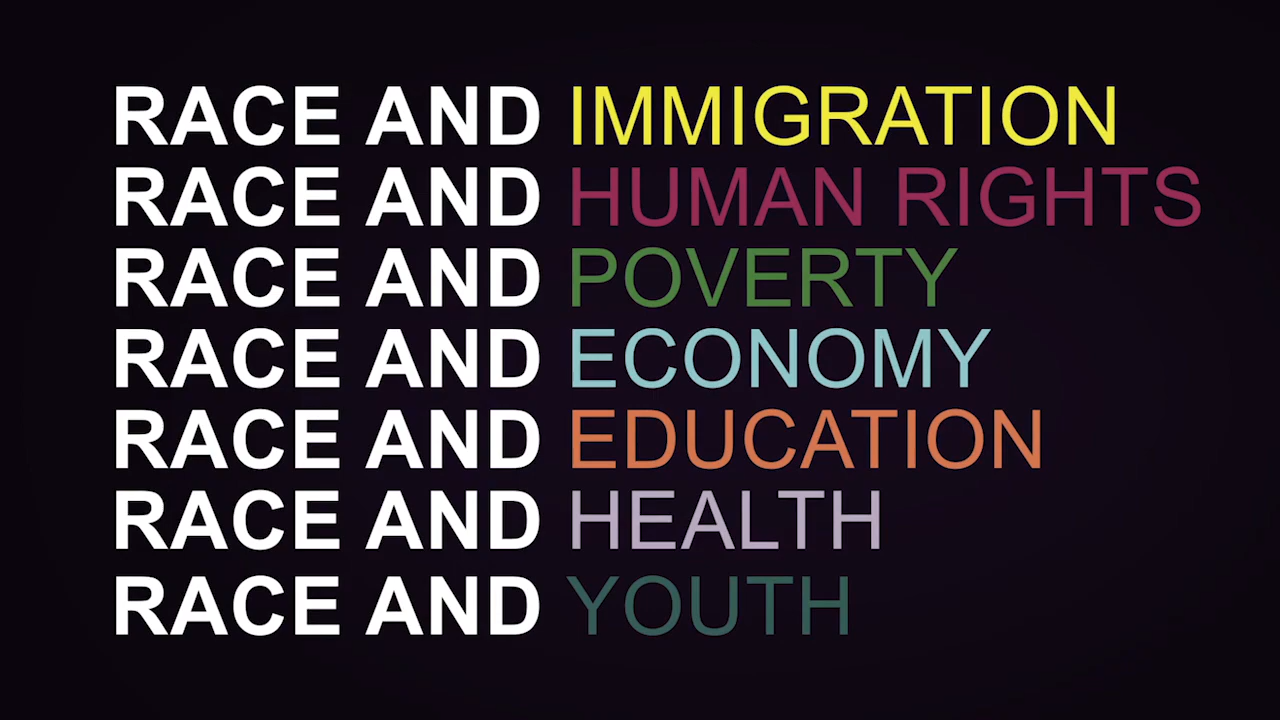 RACE AND IMMIGRATION
RACE AND HUMAN RIGHTS
RACE AND POVERTY
RACE AND ECONOMY
RACE AND EDUCATION
RACE AND HEALTH
RACE AND YOUTH